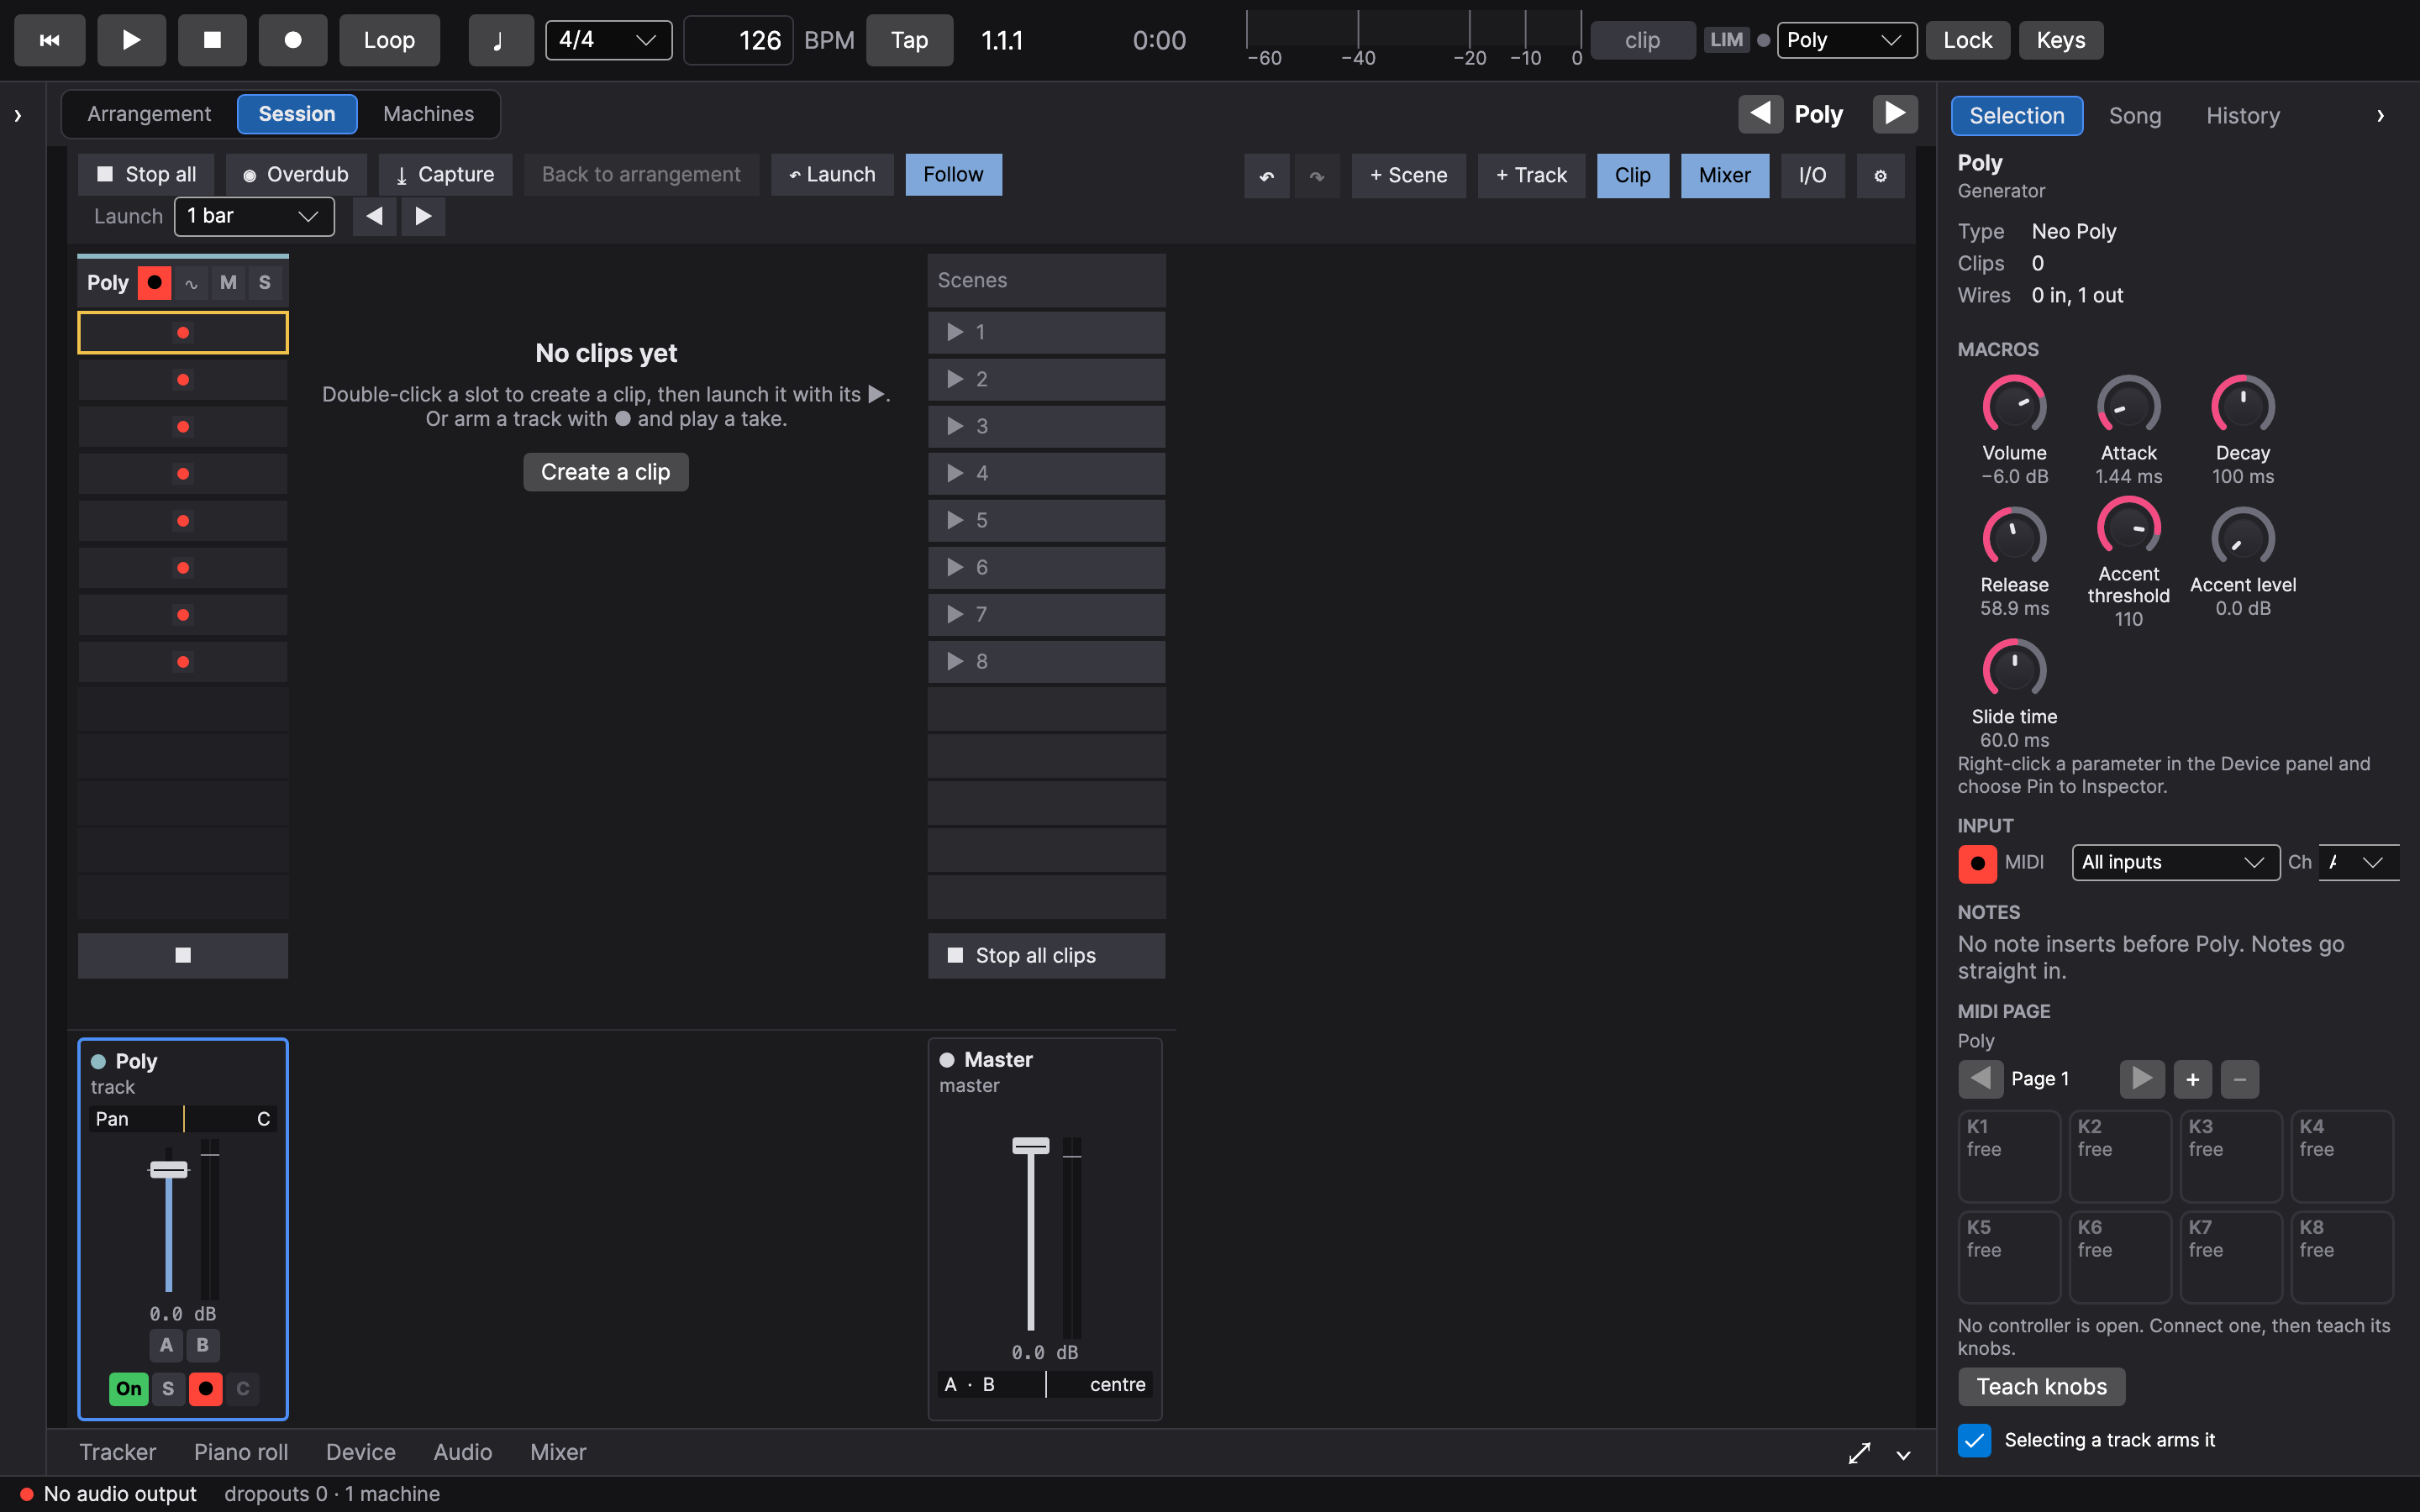 Loop
4/4
126 BPM
Tap
1.1.1
0:00
−60 −40 −20 −10 0
clip
LIM
Poly
Lock
Keys
Arrangement Session Machines
Poly
Selection Song History
Stop all
Overdub
Capture
Back to arrangement
Launch
Follow
+ Scene
+ Track
Clip
Mixer
I/O
Launch 1 bar
Poly M S
Scenes
1
2
3
4
5
6
7
8
No clips yet
Double-click a slot to create a clip, then launch it with its ▶.
Or arm a track with ● and play a take.
Create a clip
Stop all clips
Poly
track
Pan C
0.0 dB
A B
On S C
Master
master
0.0 dB
A · B centre
Poly
Generator
Type Neo Poly
Clips 0
Wires 0 in, 1 out
MACROS
Volume
−6.0 dB
Attack
1.44 ms
Decay
100 ms
Release
58.9 ms
Accent
threshold
110
Accent level
0.0 dB
Slide time
60.0 ms
Right-click a parameter in the Device panel and
choose Pin to Inspector.
INPUT
MIDI All inputs Ch
NOTES
No note inserts before Poly. Notes go
straight in.
MIDI PAGE
Poly
Page 1 + −
K1 K2 K3 K4
free free free free
K5 K6 K7 K8
free free free free
No controller is open. Connect one, then teach its
knobs.
Teach knobs
Selecting a track arms it
Tracker Piano roll Device Audio Mixer
No audio output dropouts 0 · 1 machine